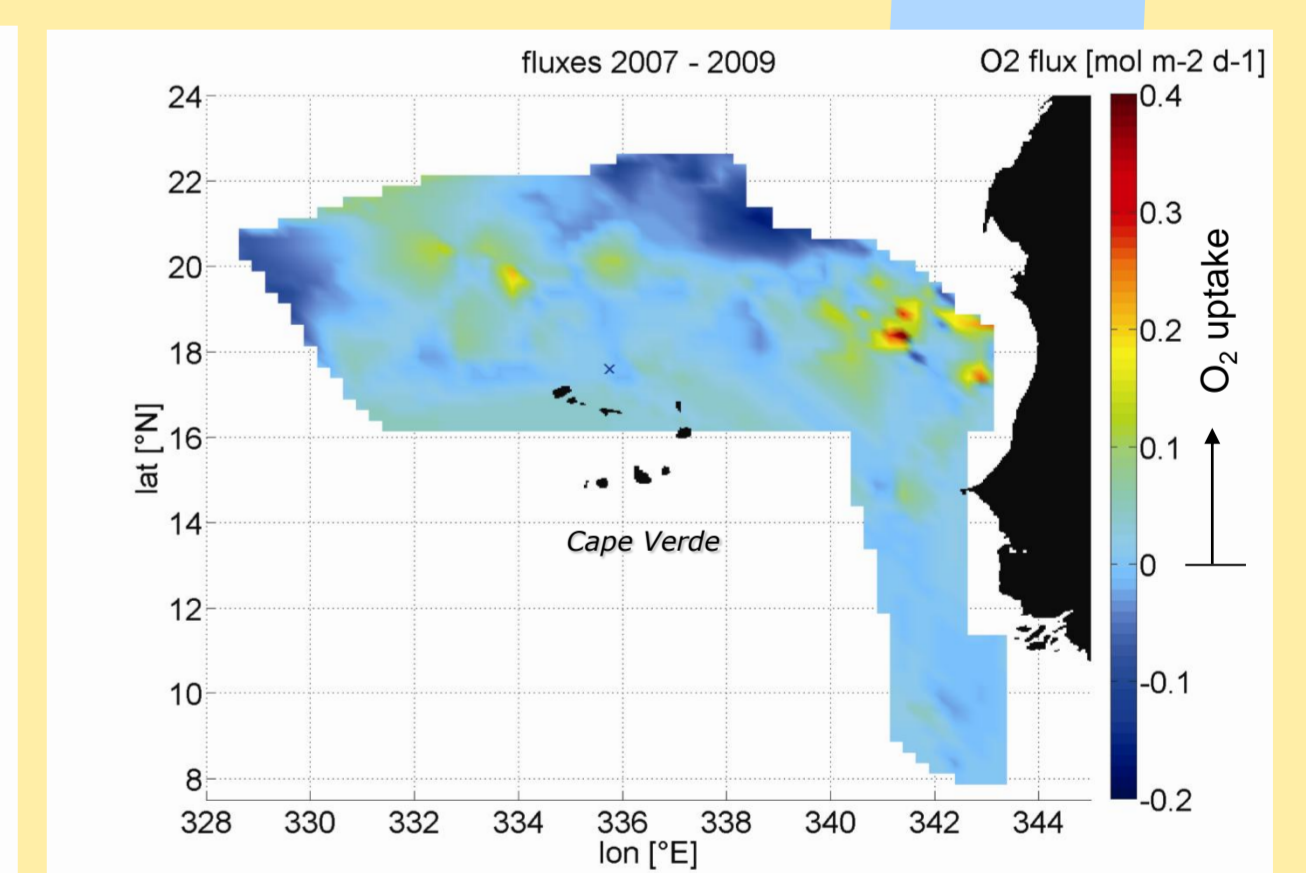 fluxes 2007 - 2009
O2 flux [mol m-2 d-1]
24
22
20
18
16
14
12
10
8
lat [°N]
328 330 332 334 336 338 340 342 344
lon [°E]
Cape Verde
0.4
0.3
0.2
0.1
0
-0.1
-0.2
O₂ uptake